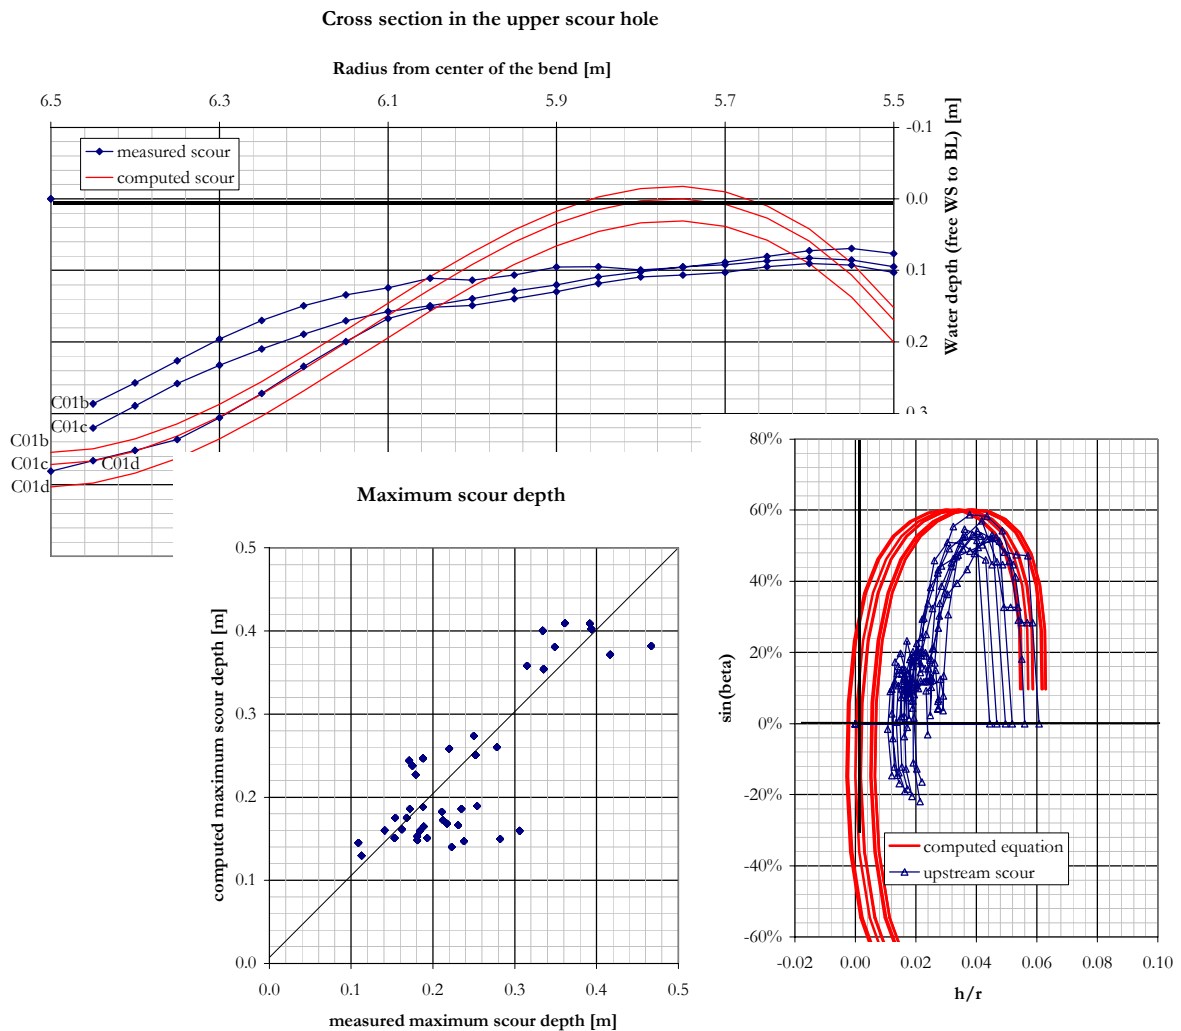 Cross section in the upper scour hole
Radius from center of the bend [m]
6.5 6.3 6.1 5.9 5.7 5.5
measured scour
computed scour
-0.1
0.0
0.1
0.2
0.3
Water depth (free WS to BL) [m]
C01b
C01c
C01b
C01c C01d
C01d
Maximum scour depth
0.5
0.4
0.3
0.2
0.1
0.0
computed maximum scour depth [m]
0.0 0.1 0.2 0.3 0.4 0.5
measured maximum scour depth [m]
80%
60%
40%
20%
0%
-20%
-40%
-60%
sin(beta)
computed equation
upstream scour
-0.02 0.00 0.02 0.04 0.06 0.08 0.10
h/r